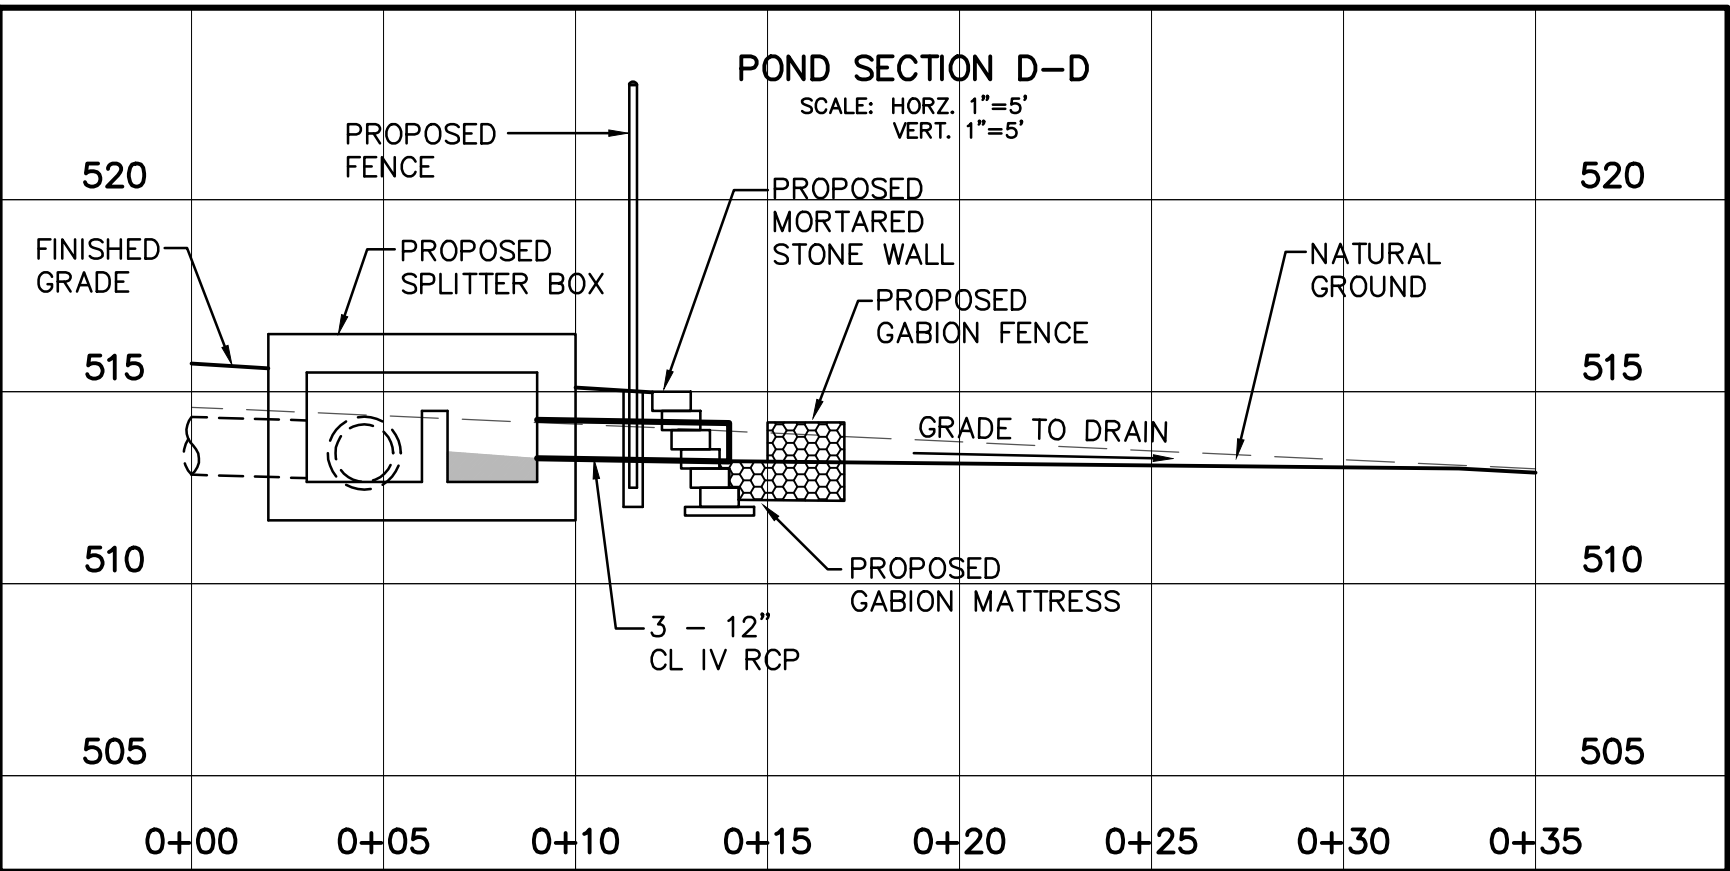 POND SECTION D-D
SCALE: HORZ. 1"=5'
VERT. 1"=5'
PROPOSED
FENCE
520
520
PROPOSED
MORTARED
STONE WALL
FINISHED
GRADE
PROPOSED
SPLITTER BOX
NATURAL
GROUND
PROPOSED
GABION FENCE
515
515
GRADE TO DRAIN
510
510
PROPOSED
GABION MATTRESS
3 - 12"
CL IV RCP
505
505
0+00 0+05 0+10 0+15 0+20 0+25 0+30 0+35